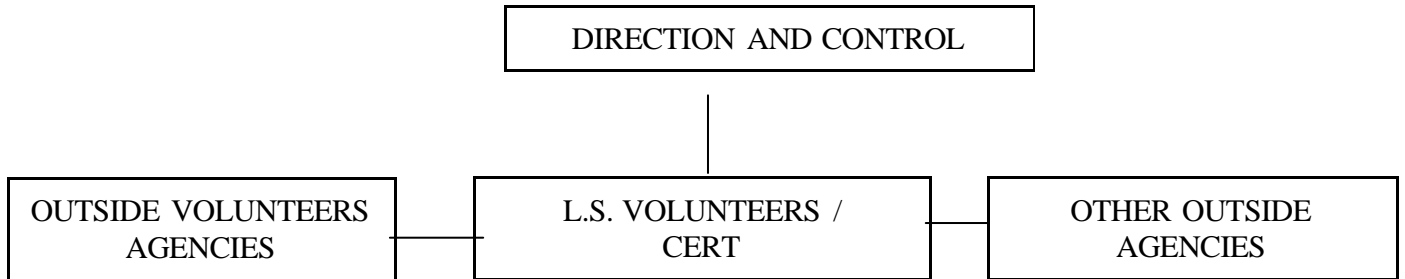 DIRECTION AND CONTROL
OUTSIDE VOLUNTEERS
AGENCIES
L.S. VOLUNTEERS /
CERT
OTHER OUTSIDE
AGENCIES